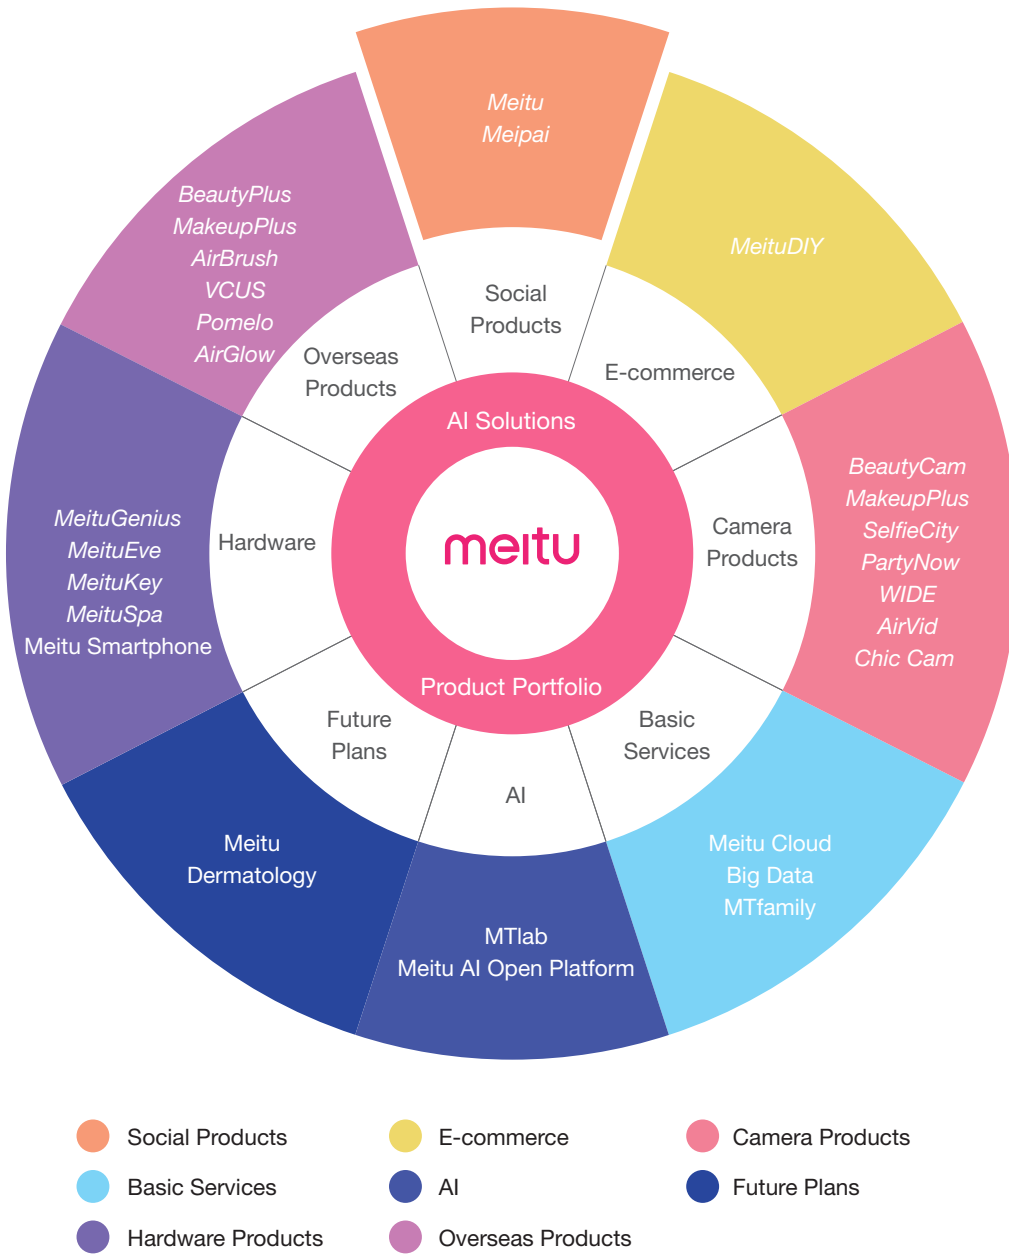 Meitu
Meipai
BeautyPlus
MakeupPlus
AirBrush
VCUS
Pomelo
AirGlow
MeituDIY
Social
Products
Overseas
Products
E-commerce
AI Solutions
MeituGenius
MeituEve
MeituKey
MeituSpa
Meitu Smartphone
Hardware
meitu
Camera
Products
BeautyCam
MakeupPlus
SelfieCity
PartyNow
WIDE
AirVid
Chic Cam
Product Portfolio
Future
Plans
AI
Basic
Services
Meitu
Dermatology
MTlab
Meitu AI Open Platform
Meitu Cloud
Big Data
MTfamily
Social Products
E-commerce
Camera Products
Basic Services
AI
Future Plans
Hardware Products
Overseas Products